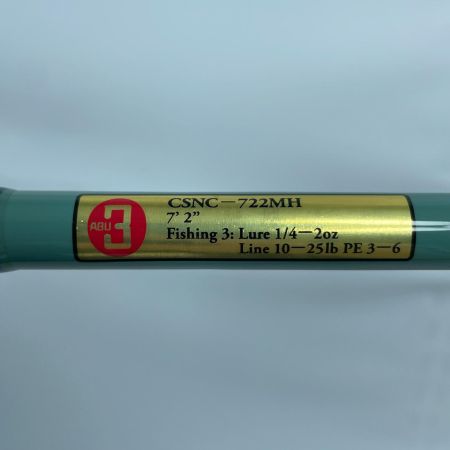 ABU
3
CSNC-722MH
7' 2"
Fishing 3: Lure 1/4-2oz
Line 10-25lb PE 3-6